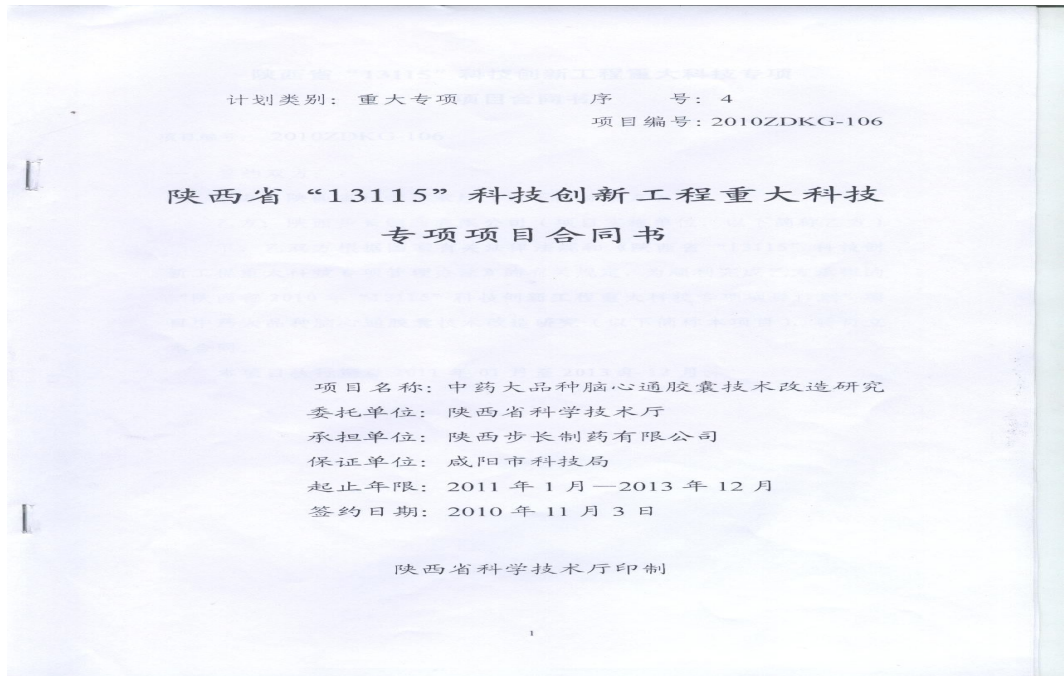 计划类别：重大专项 序 号：4
项目编号：2010ZDKG-106
陕西省“13115”科技创新工程重大科技
专项项目合同书
项目名称：中药大品种脑心通胶囊技术改造研究
委托单位：陕西省科学技术厅
承担单位：陕西步长制药有限公司
保证单位：咸阳市科技局
起止年限：2011 年 1 月—2013 年 12 月
签约日期：2010 年 11 月 3 日
陕西省科学技术厅印制
1